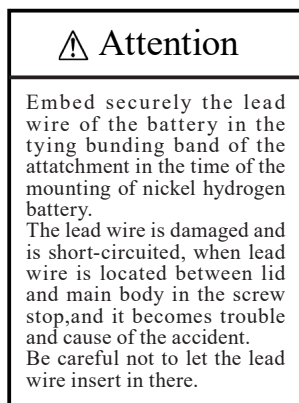 Attention
Embed securely the lead
wire of the battery in the
tying bunding band of the
attatchment in the time of the
mounting of nickel hydrogen
battery.
The lead wire is damaged and
is short-circuited, when lead
wire is located between lid
and main body in the screw
stop,and it becomes trouble
and cause of the accident.
Be careful not to let the lead
wire insert in there.